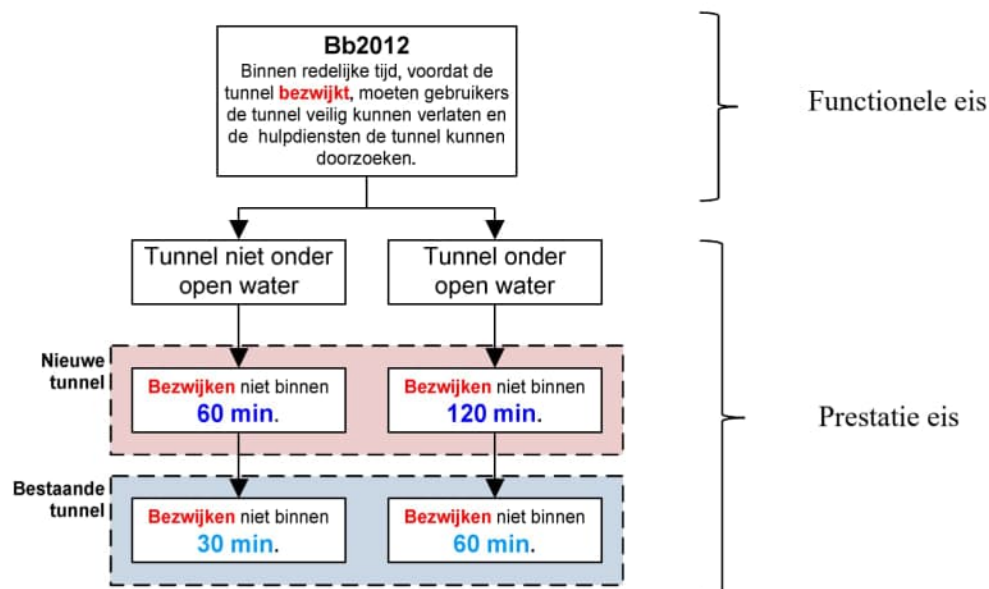 Bb2012
Binnen redelijke tijd, voordat de
tunnel bezwijkt, moeten gebruikers
de tunnel veilig kunnen verlaten en
de hulpdiensten de tunnel kunnen
doorzoeken.
Functionele eis
Tunnel niet onder
open water
Tunnel onder
open water
Nieuwe
tunnel
Bezwijken niet binnen
60 min.
Bezwijken niet binnen
120 min.
Prestatie eis
Bestaande
tunnel
Bezwijken niet binnen
30 min.
Bezwijken niet binnen
60 min.